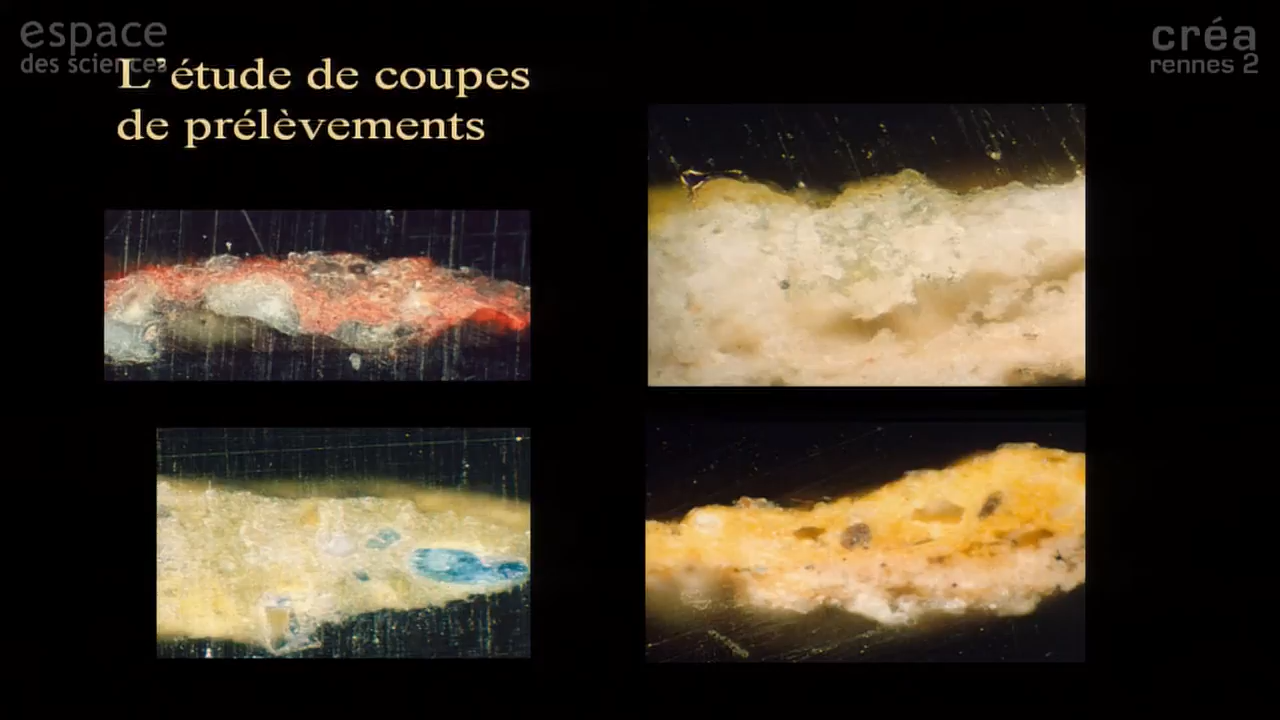 espace
des sciences
L'étude de coupes
de prélèvements
créa
rennes 2